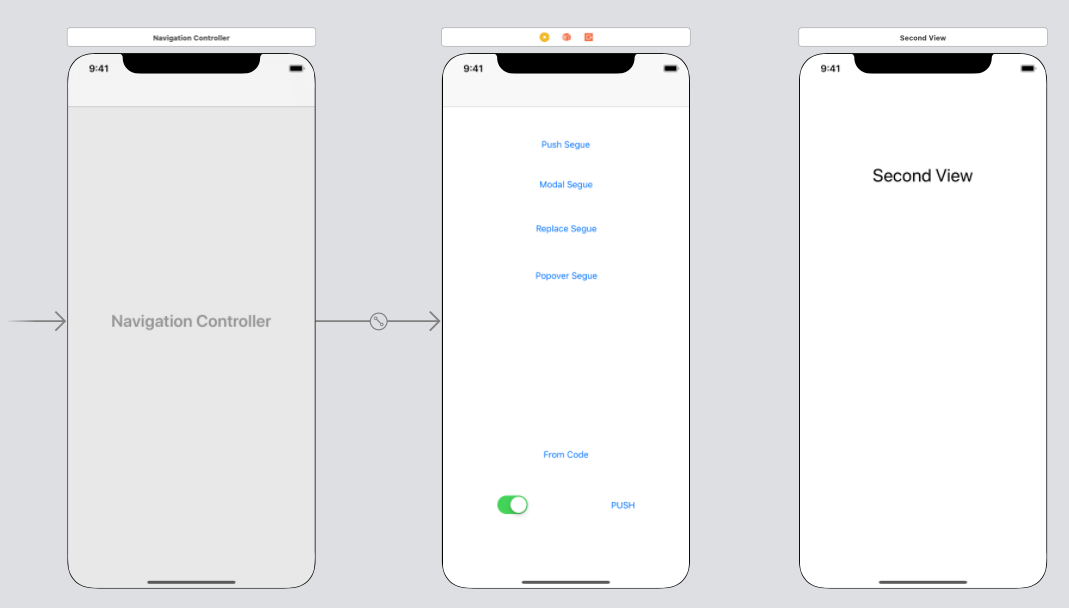 Navigation Controller
9:41
Navigation Controller
9:41
Push Segue
Modal Segue
Replace Segue
Popover Segue
From Code
PUSH
Second View
9:41
Second View